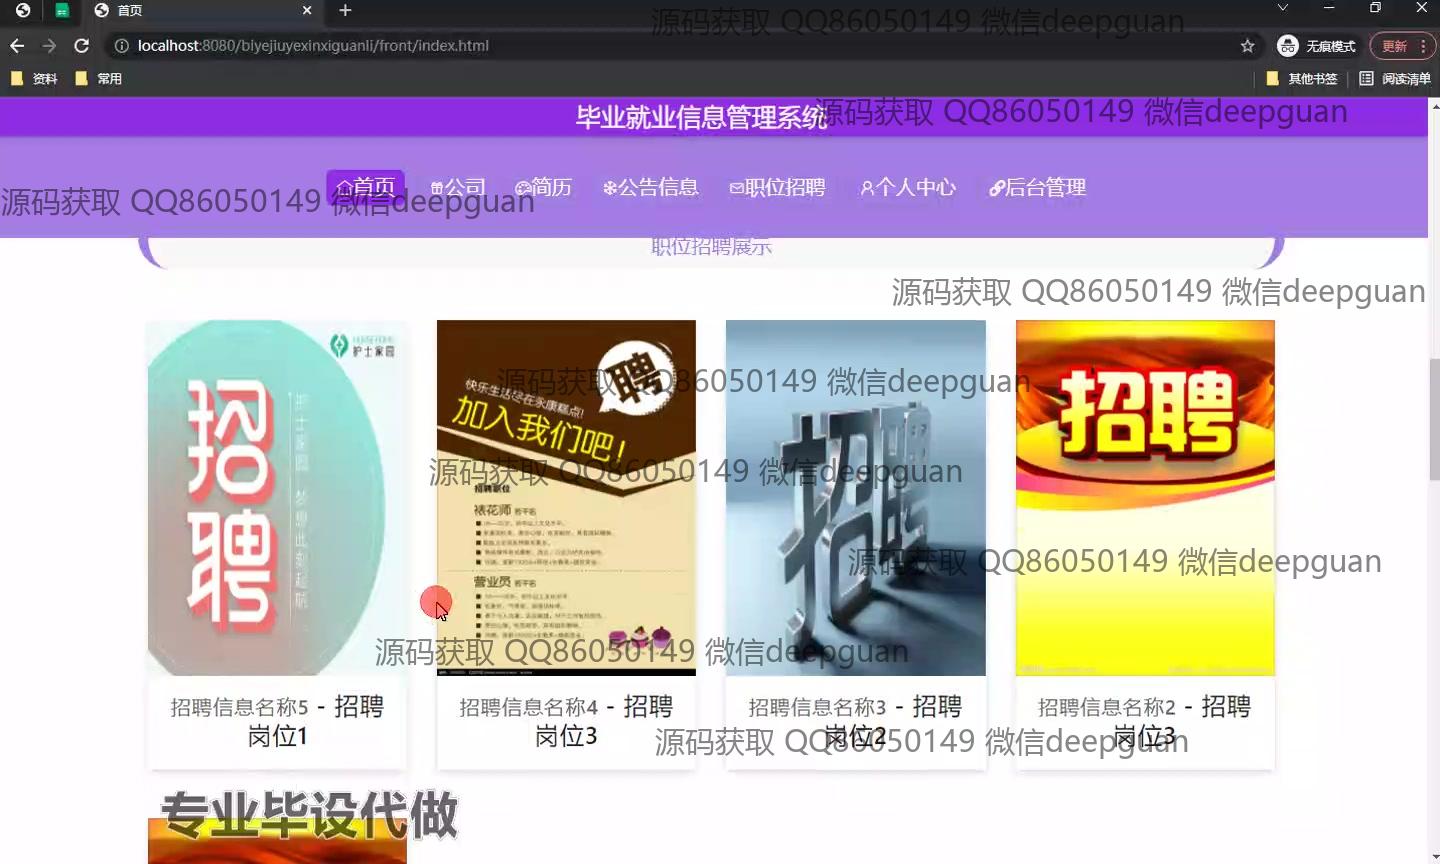 首页
localhost:8080/biyejiuyexinxiguanli/front/index.html
无痕模式
更新
资料
常用
其他书签
阅读清单
源码获取 QQ86050149 微信deepguan
毕业就业信息管理系统
源码获取 QQ86050149 微信deepguan
首页
公司
简历
公告信息
职位招聘
个人中心
后台管理
源码获取 QQ86050149 微信deepguan
职位招聘展示
源码获取 QQ86050149 微信deepguan
护士家园
招聘
快乐生活尽在永康糕点!
聘
加入我们吧!
招聘职位
裱花师 若干名
营业员 若干名
招聘
招聘
源码获取 QQ86050149 微信deepguan
源码获取 QQ86050149 微信deepguan
源码获取 QQ86050149 微信deepguan
源码获取 QQ86050149 微信deepguan
招聘信息名称5 - 招聘
岗位1
招聘信息名称4 - 招聘
岗位3
招聘信息名称3 - 招聘
岗位2
招聘信息名称2 - 招聘
岗位3
源码获取 QQ86050149 微信deepguan
专业毕设代做